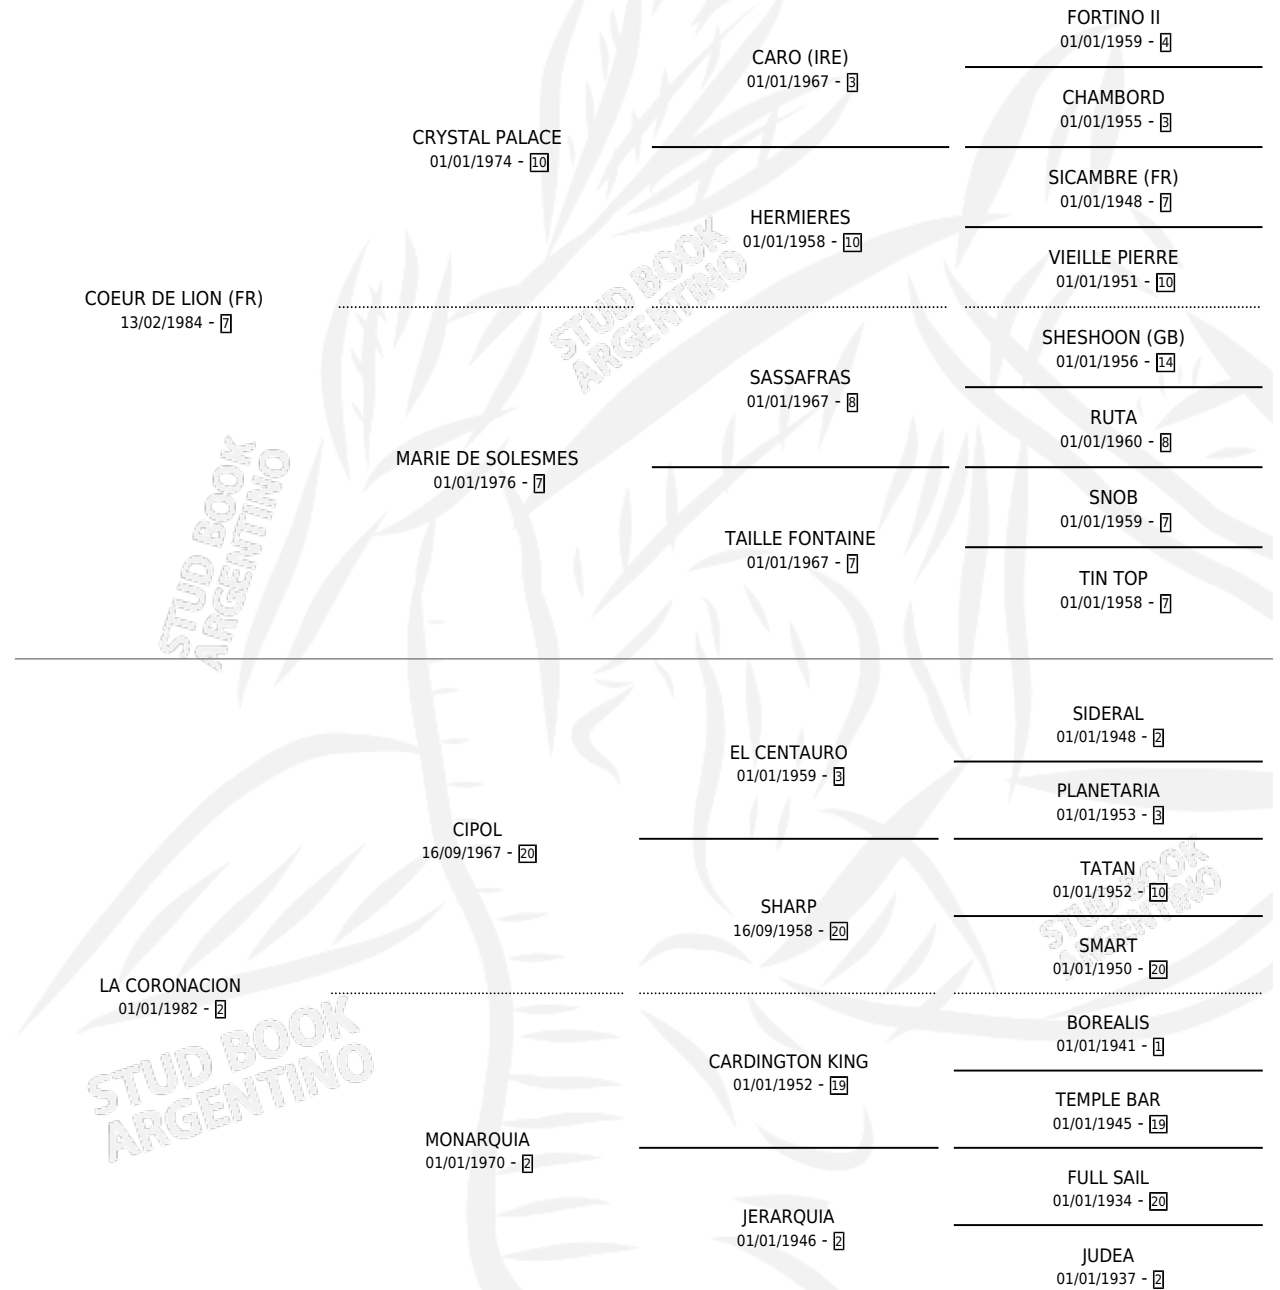 FORTINO II
01/01/1959 - 4
CARO (IRE)
01/01/1967 - 3
CHAMBORD
01/01/1955 - 3
CRYSTAL PALACE
01/01/1974 - 10
SICAMBRE (FR)
01/01/1948 - 7
HERMIERES
01/01/1958 - 10
VIEILLE PIERRE
01/01/1951 - 10
COEUR DE LION (FR)
13/02/1984 - 7
STUD BOOK
ARGENTINO
SHESHOON (GB)
01/01/1956 - 14
SASSAFRAS
01/01/1967 - 8
RUTA
01/01/1960 - 8
MARIE DE SOLESMES
01/01/1976 - 7
SNOB
01/01/1959 - 7
TAILLE FONTAINE
01/01/1967 - 7
TIN TOP
01/01/1958 - 7
STUD BOOK
ARGENTINO
SIDERAL
01/01/1948 - 2
EL CENTAURO
01/01/1959 - 3
PLANETARIA
01/01/1953 - 3
CIPOL
16/09/1967 - 20
TATAN
01/01/1952 - 10
SHARP
16/09/1958 - 20
SMART
01/01/1950 - 20
STUD BOOK
ARGENTINO
LA CORONACION
01/01/1982 - 2
BOREALIS
01/01/1941 - 1
CARDINGTON KING
01/01/1952 - 19
TEMPLE BAR
01/01/1945 - 19
STUD BOOK
ARGENTINO
MONARQUIA
01/01/1970 - 2
FULL SAIL
01/01/1934 - 20
JERARQUIA
01/01/1946 - 2
JUDEA
01/01/1937 - 2